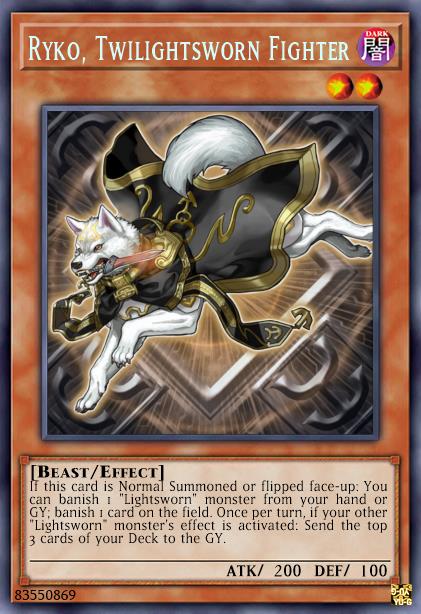 Ryko, Twilightsworn Fighter
DARK
闇
[Beast/Effect]
If this card is Normal Summoned or flipped face-up: You
can banish 1 "Lightsworn" monster from your hand or
GY; banish 1 card on the field. Once per turn, if your other
"Lightsworn" monster's effect is activated: Send the top
3 cards of your Deck to the GY.
ATK/ 200 DEF/ 100
83550869